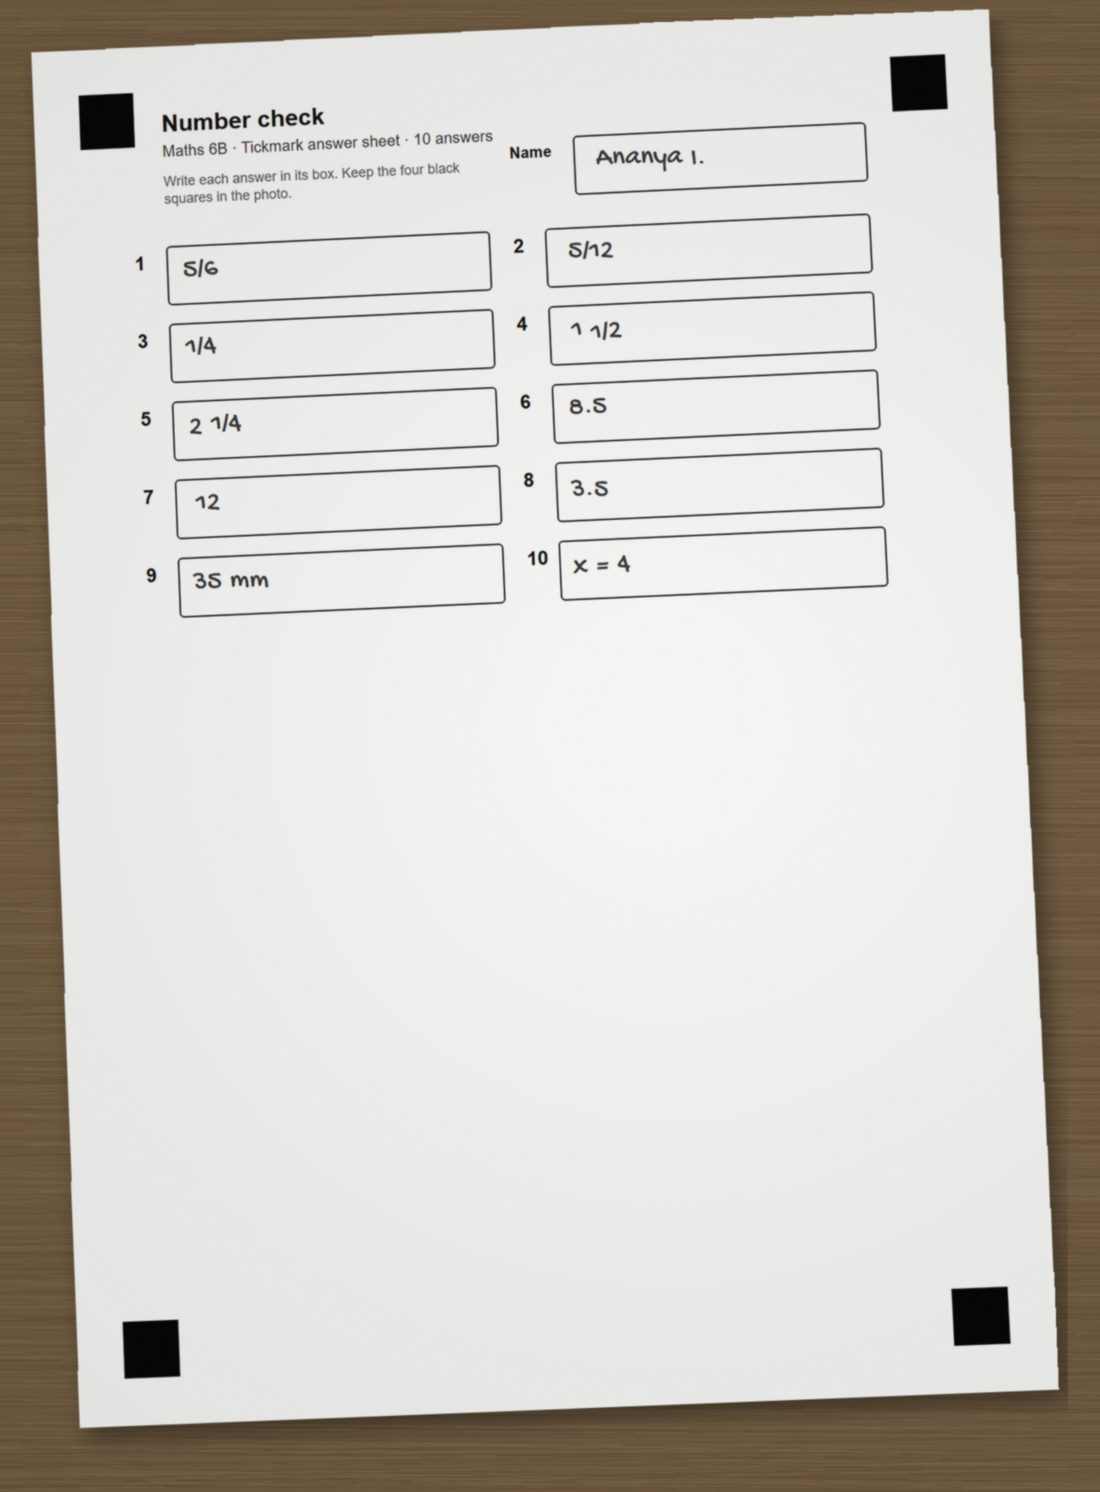 Number check
Maths 6B · Tickmark answer sheet · 10 answers
Write each answer in its box. Keep the four black
squares in the photo.
Name Ananya I.
1 5/6
2 5/12
3 1/4
4 1 1/2
5 2 1/4
6 8.5
7 12
8 3.5
9 35 mm
10 x = 4